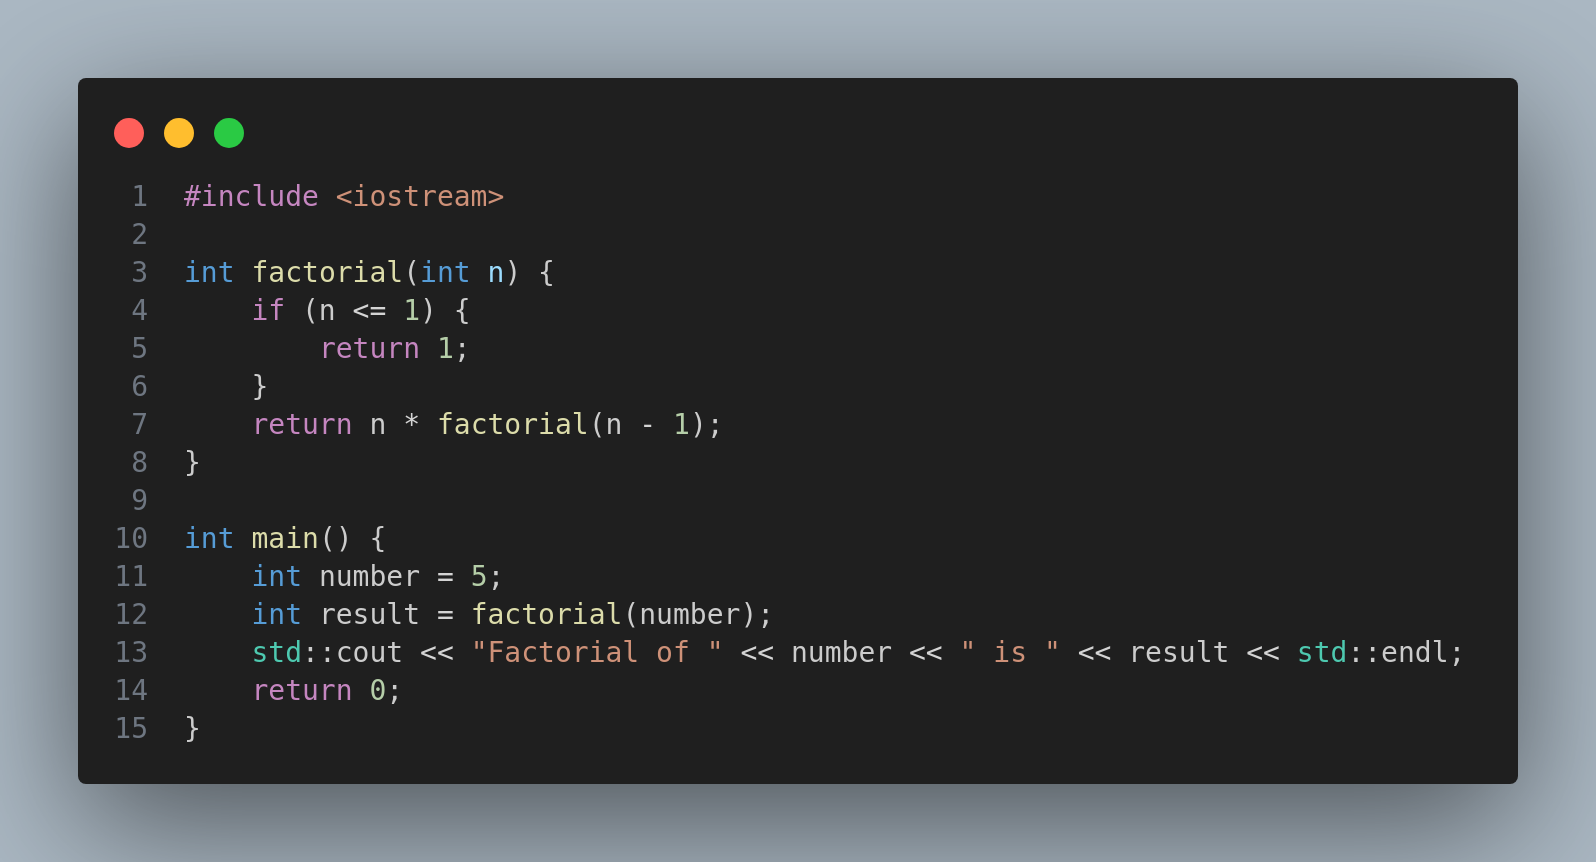 1 #include <iostream>
2
3 int factorial(int n) {
4     if (n <= 1) {
5         return 1;
6     }
7     return n * factorial(n - 1);
8 }
9
10 int main() {
11     int number = 5;
12     int result = factorial(number);
13     std::cout << "Factorial of " << number << " is " << result << std::endl;
14     return 0;
15 }